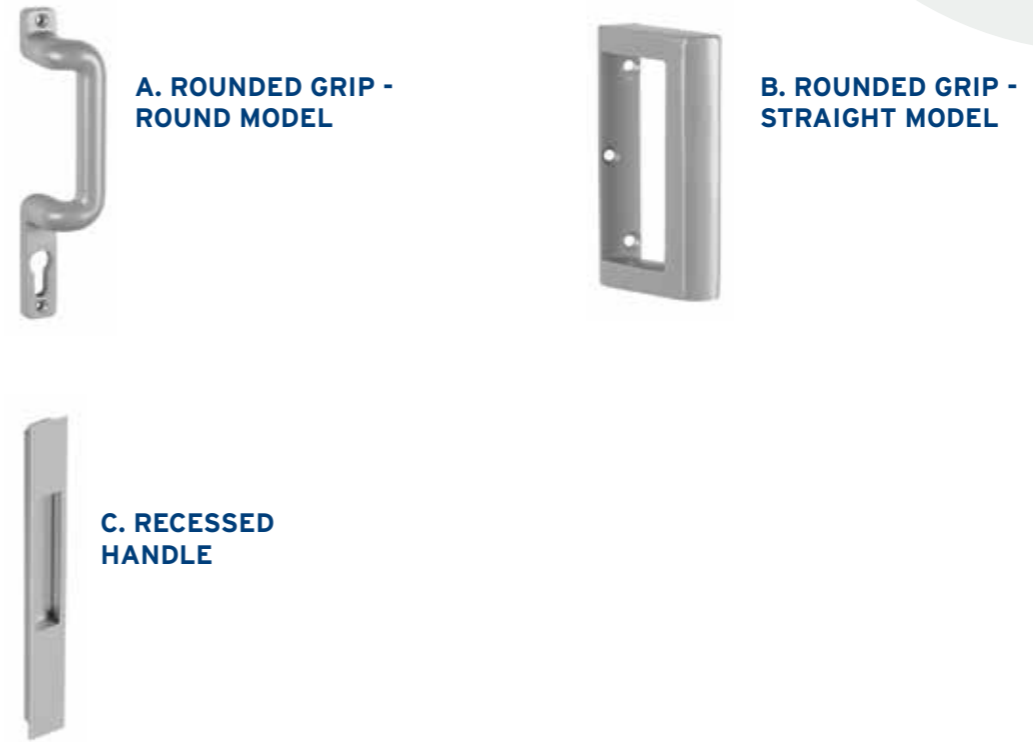 A. ROUNDED GRIP -
ROUND MODEL
B. ROUNDED GRIP -
STRAIGHT MODEL
C. RECESSED
HANDLE